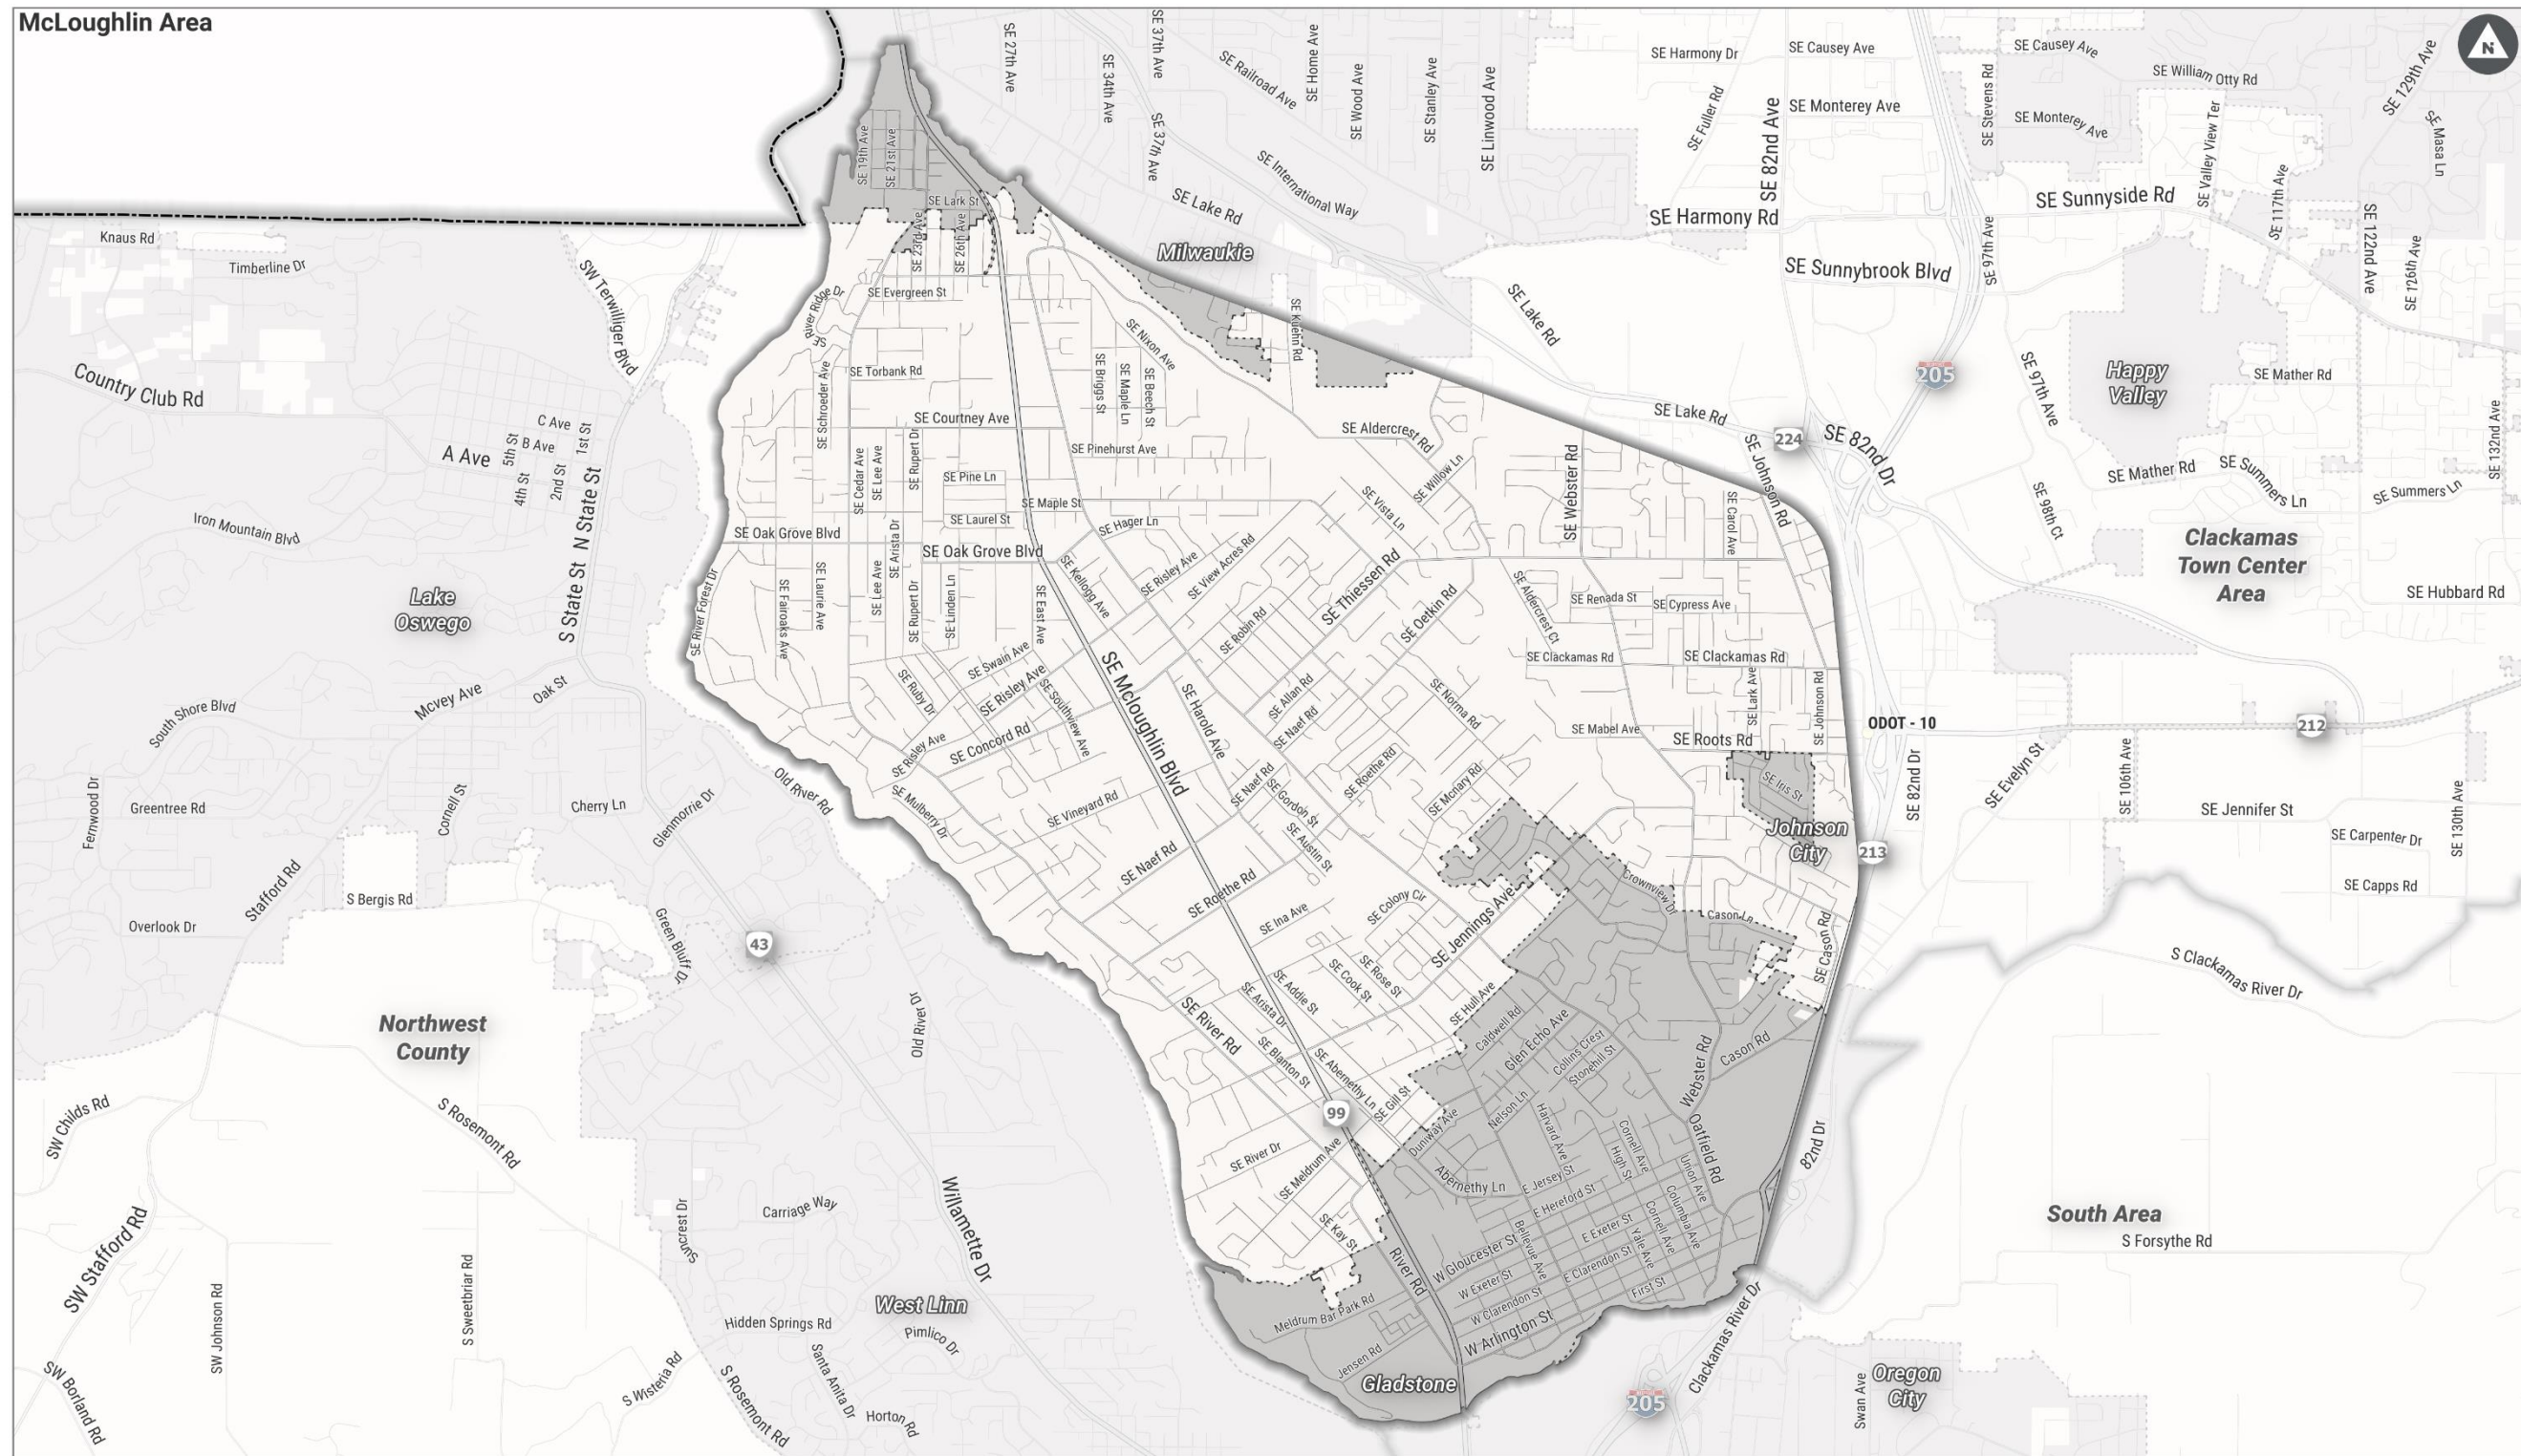 McLoughlin Area
N
SE 27th Ave
SE 34th Ave
SE 37th Ave
SE 37th Ave
SE Railroad Ave
SE Home Ave
SE Wood Ave
SE Stanley Ave
SE Linwood Ave
SE Harmony Dr
SE Causey Ave
SE Fuller Rd
SE 82nd Ave
SE Monterey Ave
SE Stevens Rd
SE Causey Ave
SE William Otty Rd
SE Monterey Ave
SE Valley View Ter
SE 129th Ave
SE Masa Ln
SE 117th Ave
SE 122nd Ave
SE 126th Ave
SE International Way
SE Lake Rd
SE Harmony Rd
SE Sunnyside Rd
SE 97th Ave
SE Sunnybrook Blvd
Milwaukie
SE 19th Ave
SE 21st Ave
SE Lark St
SE 23rd Ave
SE 26th Ave
Knaus Rd
Timberline Dr
SW Terwilliger Blvd
SE River Ridge Dr
SE Evergreen St
SE Kuehn Rd
SE Lake Rd
205
Happy
Valley
SE 97th Ave
SE Mather Rd
SE Nixon Ave
SE Torbank Rd
SE Schroeder Ave
SE Briggs St
SE Maple Ln
SE Beech St
Country Club Rd
C Ave
B Ave
A Ave
5th St
4th St
2nd St
1st St
N State St
S State St
SE Courtney Ave
SE Pinehurst Ave
SE Aldercrest Rd
SE Lake Rd
224
SE 82nd Dr
SE Johnson Rd
SE Mather Rd
SE Summers Ln
SE Summers Ln
SE 132nd Ave
SE 98th Ct
SE Cedar Ave
SE Lee Ave
SE Rupert Dr
SE Pine Ln
SE Maple St
SE Laurel St
SE Willow Ln
SE Vista Ln
SE Webster Rd
SE Carol Ave
Iron Mountain Blvd
SE Oak Grove Blvd
SE Arista Dr
SE Oak Grove Blvd
SE Hager Ln
SE Risley Ave
SE View Acres Rd
SE Thiessen Rd
SE Kellogg Ave
Clackamas
Town Center
Area
SE Hubbard Rd
Lake
Oswego
SE River Forest Dr
SE Fairoaks Ave
SE Laurie Ave
SE Lee Ave
SE Rupert Dr
SE Linden Ln
SE East Ave
SE Robin Rd
SE Oetkin Rd
SE Aldercrest Ct
SE Renada St
SE Cypress Ave
SE Clackamas Rd
SE Clackamas Rd
SE Swain Ave
SE Risley Ave
SE Southview Ave
SE Ruby Dr
SE Mcloughlin Blvd
SE Harold Ave
SE Allan Rd
SE Naef Rd
SE Norma Rd
SE Lark Ave
SE Johnson Rd
SE Mabel Ave
SE Roots Rd
ODOT - 10
212
Mcvey Ave
Oak St
South Shore Blvd
SE Risley Ave
SE Concord Rd
SE Roethe Rd
SE Mcnary Rd
SE Iris St
SE 82nd Dr
SE Evelyn St
SE 106th Ave
SE 130th Ave
SE Jennifer St
Fernwood Dr
Greentree Rd
Cornell St
Cherry Ln
Glenmorrie Dr
Old River Rd
SE Mulberry Dr
SE Vineyard Rd
SE Naef Rd
SE Gordon St
SE Austin St
Johnson
City
213
SE Carpenter Dr
SE Capps Rd
SE Naef Rd
SE Roethe Rd
Stafford Rd
S Bergis Rd
Overlook Dr
Green Bluff Dr
43
SE Ina Ave
SE Colony Cir
SE Jennings Ave
Crownview Dr
Cason Ln
SE Cason Rd
S Clackamas River Dr
Northwest
County
Old River Dr
SE River Rd
SE Arista Dr
SE Addie St
SE Cook St
SE Rose St
SE Hull Ave
Caldwell Rd
Glen Echo Ave
Collins Crest
Stonehill St
Webster Rd
Cason Rd
SE Blanton St
SE Abernethy Ln
SE Gill St
99
Duniway Ave
Nelson Ln
Harvard Ave
Cornell Ave
High St
Oatfield Rd
Union Ave
82nd Dr
SW Childs Rd
S Rosemont Rd
SE River Dr
SE Meldrum Ave
Abernethy Ln
E Jersey St
E Hereford St
Columbia Ave
Cornell Ave
Yale Ave
E Exeter St
Bellevue Ave
South Area
S Forsythe Rd
SW Stafford Rd
Suncrest Dr
Carriage Way
Willamette Dr
SE Kay St
River Rd
W Gloucester St
W Exeter St
E Clarendon St
First St
W Clarendon St
W Arlington St
SW Johnson Rd
S Sweetbriar Rd
West Linn
Hidden Springs Rd
Pimlico Dr
Meldrum Bar Park Rd
Jensen Rd
Gladstone
Clackamas River Dr
205
Oregon
City
Swan Ave
SW Borland Rd
S Wisteria Rd
S Rosemont Rd
Santa Anita Dr
Horton Rd